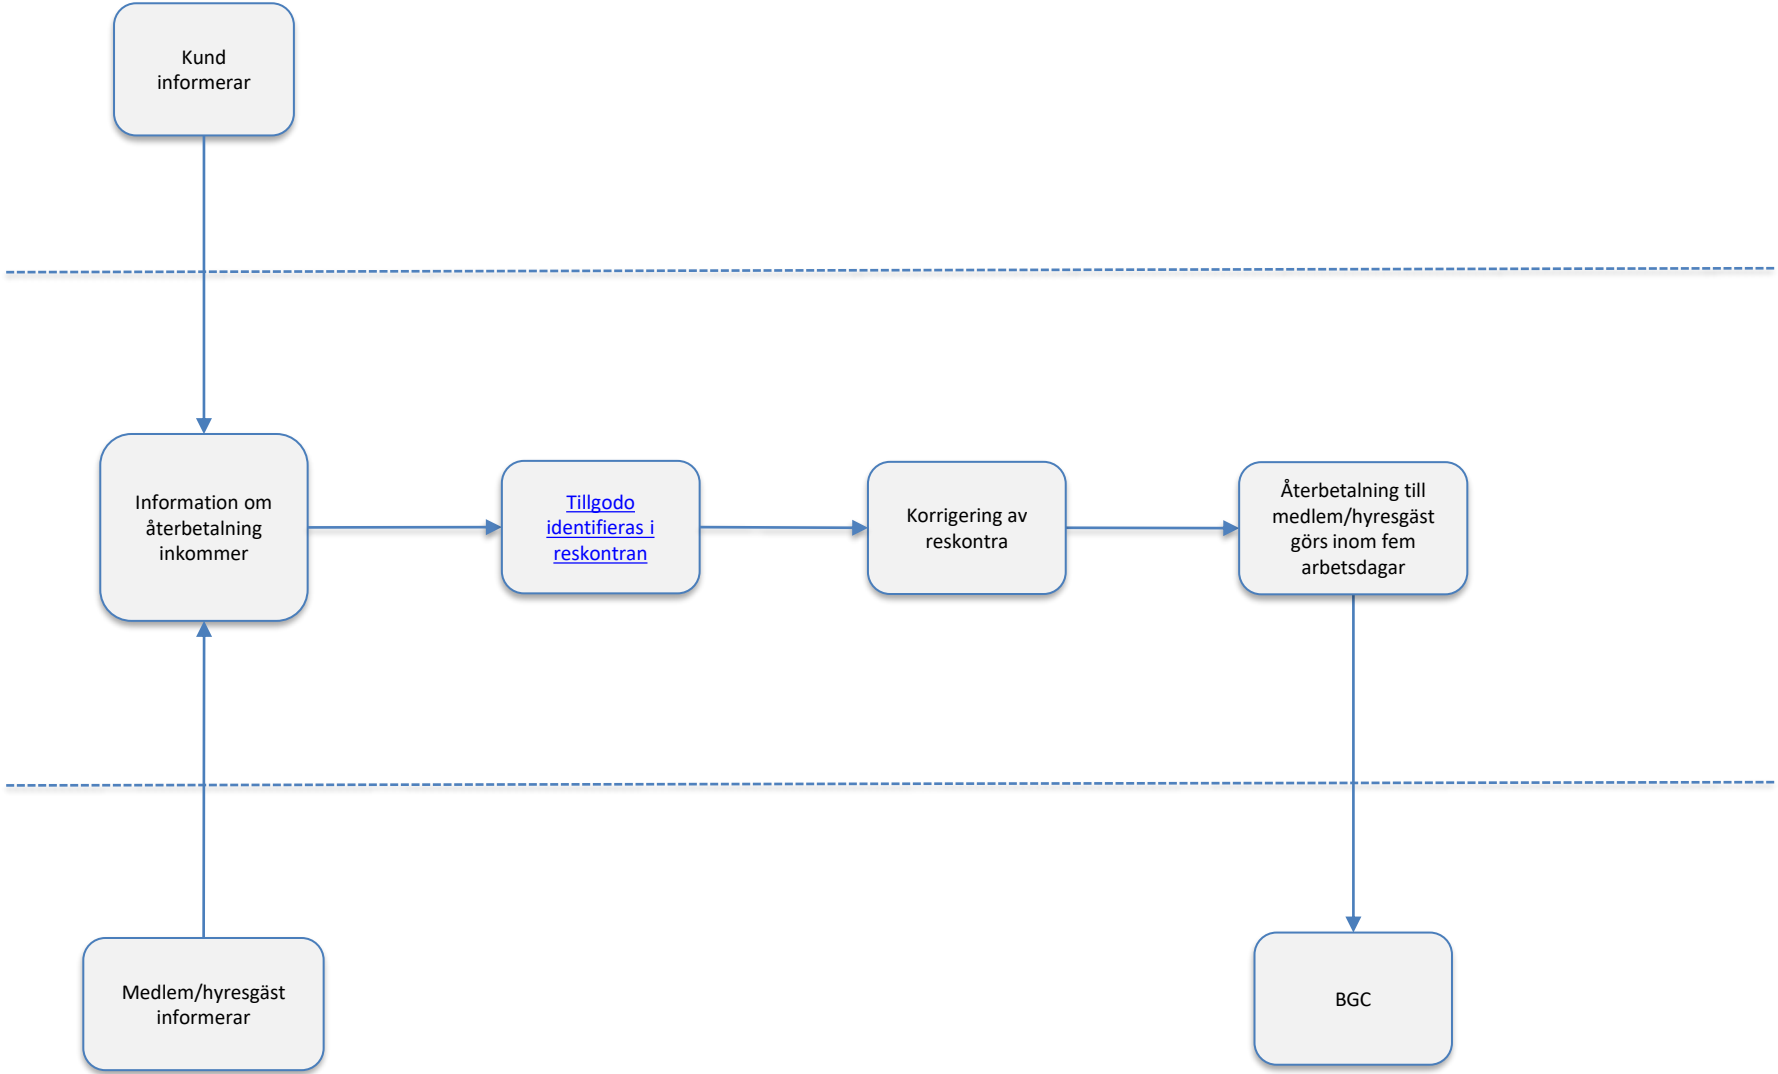 Kund
informerar
Information om
återbetalning
inkommer
Tillgodo
identifieras i
reskontran
Korrigering av
reskontra
Återbetalning till
medlem/hyresgäst
görs inom fem
arbetsdagar
Medlem/hyresgäst
informerar
BGC